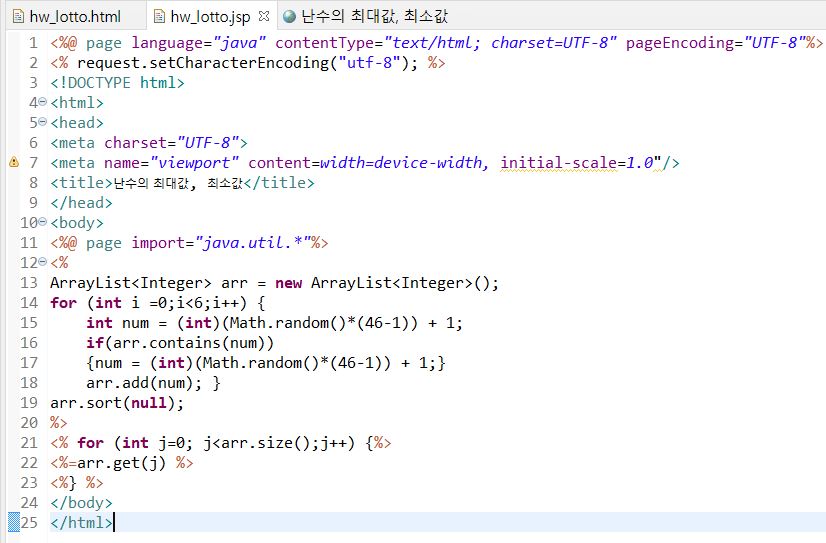 hw_lotto.html hw_lotto.jsp 난수의 최대값, 최소값
1 <%@ page language="java" contentType="text/html; charset=UTF-8" pageEncoding="UTF-8"%>
2 <% request.setCharacterEncoding("utf-8"); %>
3 <!DOCTYPE html>
4 <html>
5 <head>
6 <meta charset="UTF-8">
7 <meta name="viewport" content=width=device-width, initial-scale=1.0"/>
8 <title>난수의 최대값, 최소값</title>
9 </head>
10 <body>
11 <%@ page import="java.util.*"%>
12 <%
13 ArrayList<Integer> arr = new ArrayList<Integer>();
14 for (int i =0;i<6;i++) {
15     int num = (int)(Math.random()*(46-1)) + 1;
16     if(arr.contains(num))
17     {num = (int)(Math.random()*(46-1)) + 1;}
18     arr.add(num); }
19 arr.sort(null);
20 %>
21 <% for (int j=0; j<arr.size();j++) {%>
22 <%=arr.get(j) %>
23 <%} %>
24 </body>
25 </html>